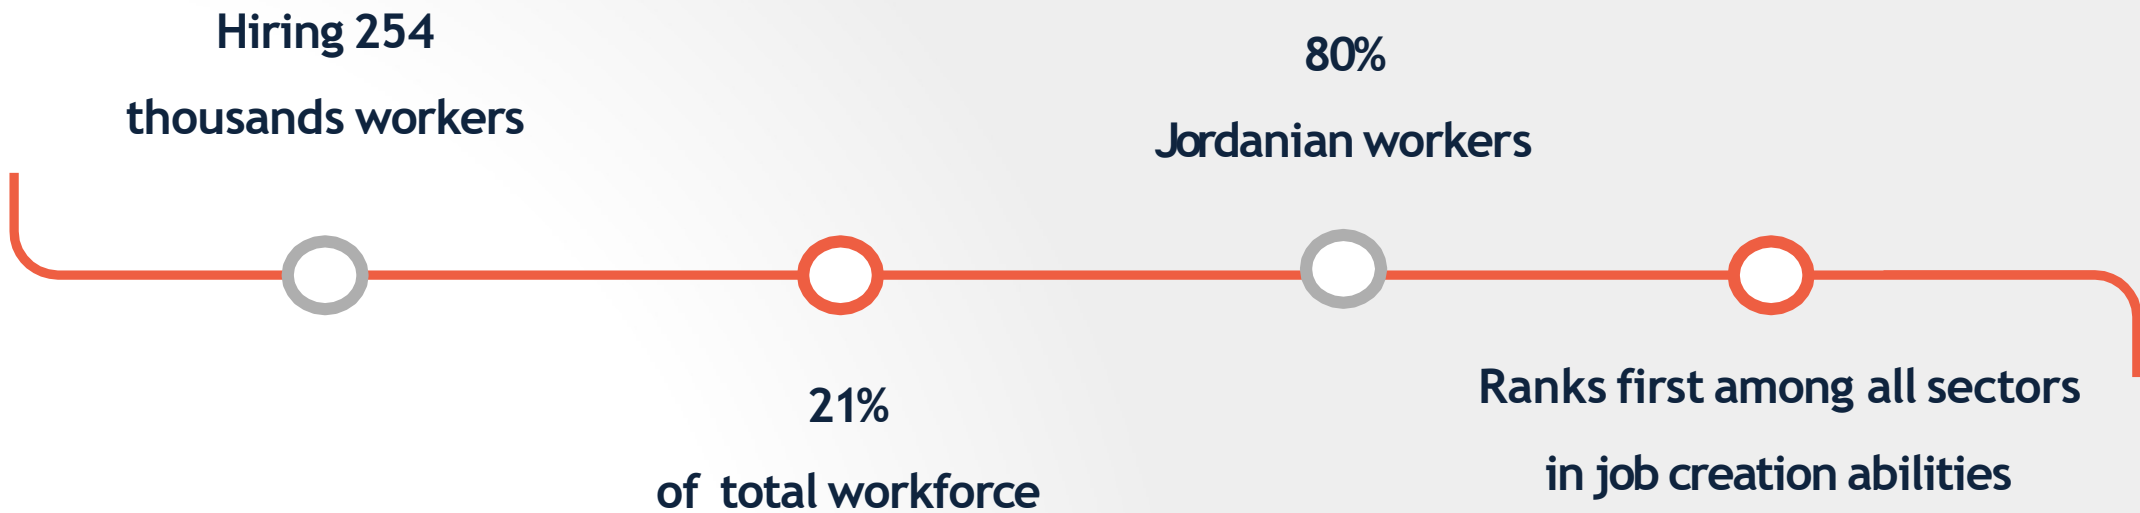 Hiring 254
thousands workers
21%
of total workforce
80%
Jordanian workers
Ranks first among all sectors
in job creation abilities